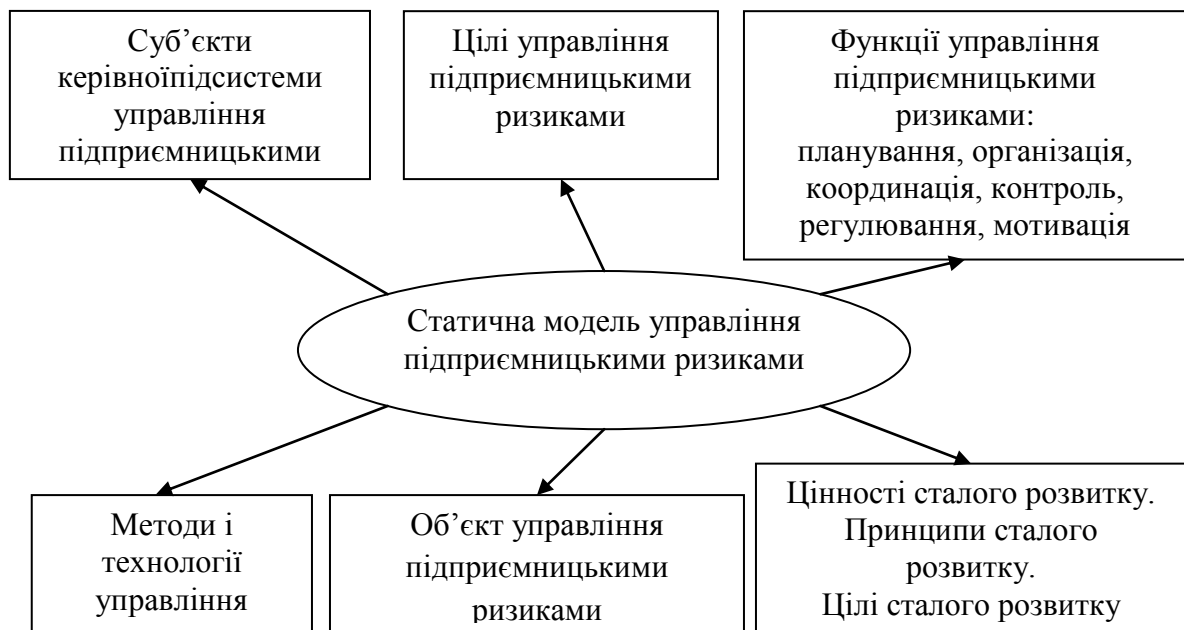 Суб’єкти
керівноїпідсистеми
управління
підприємницькими
Цілі управління
підприємницькими
ризиками
Функції управління
підприємницькими
ризиками:
планування, організація,
координація, контроль,
регулювання, мотивація
Статична модель управління
підприємницькими ризиками
Методи і
технології
управління
Об’єкт управління
підприємницькими
ризиками
Цінності сталого розвитку.
Принципи сталого
розвитку.
Цілі сталого розвитку